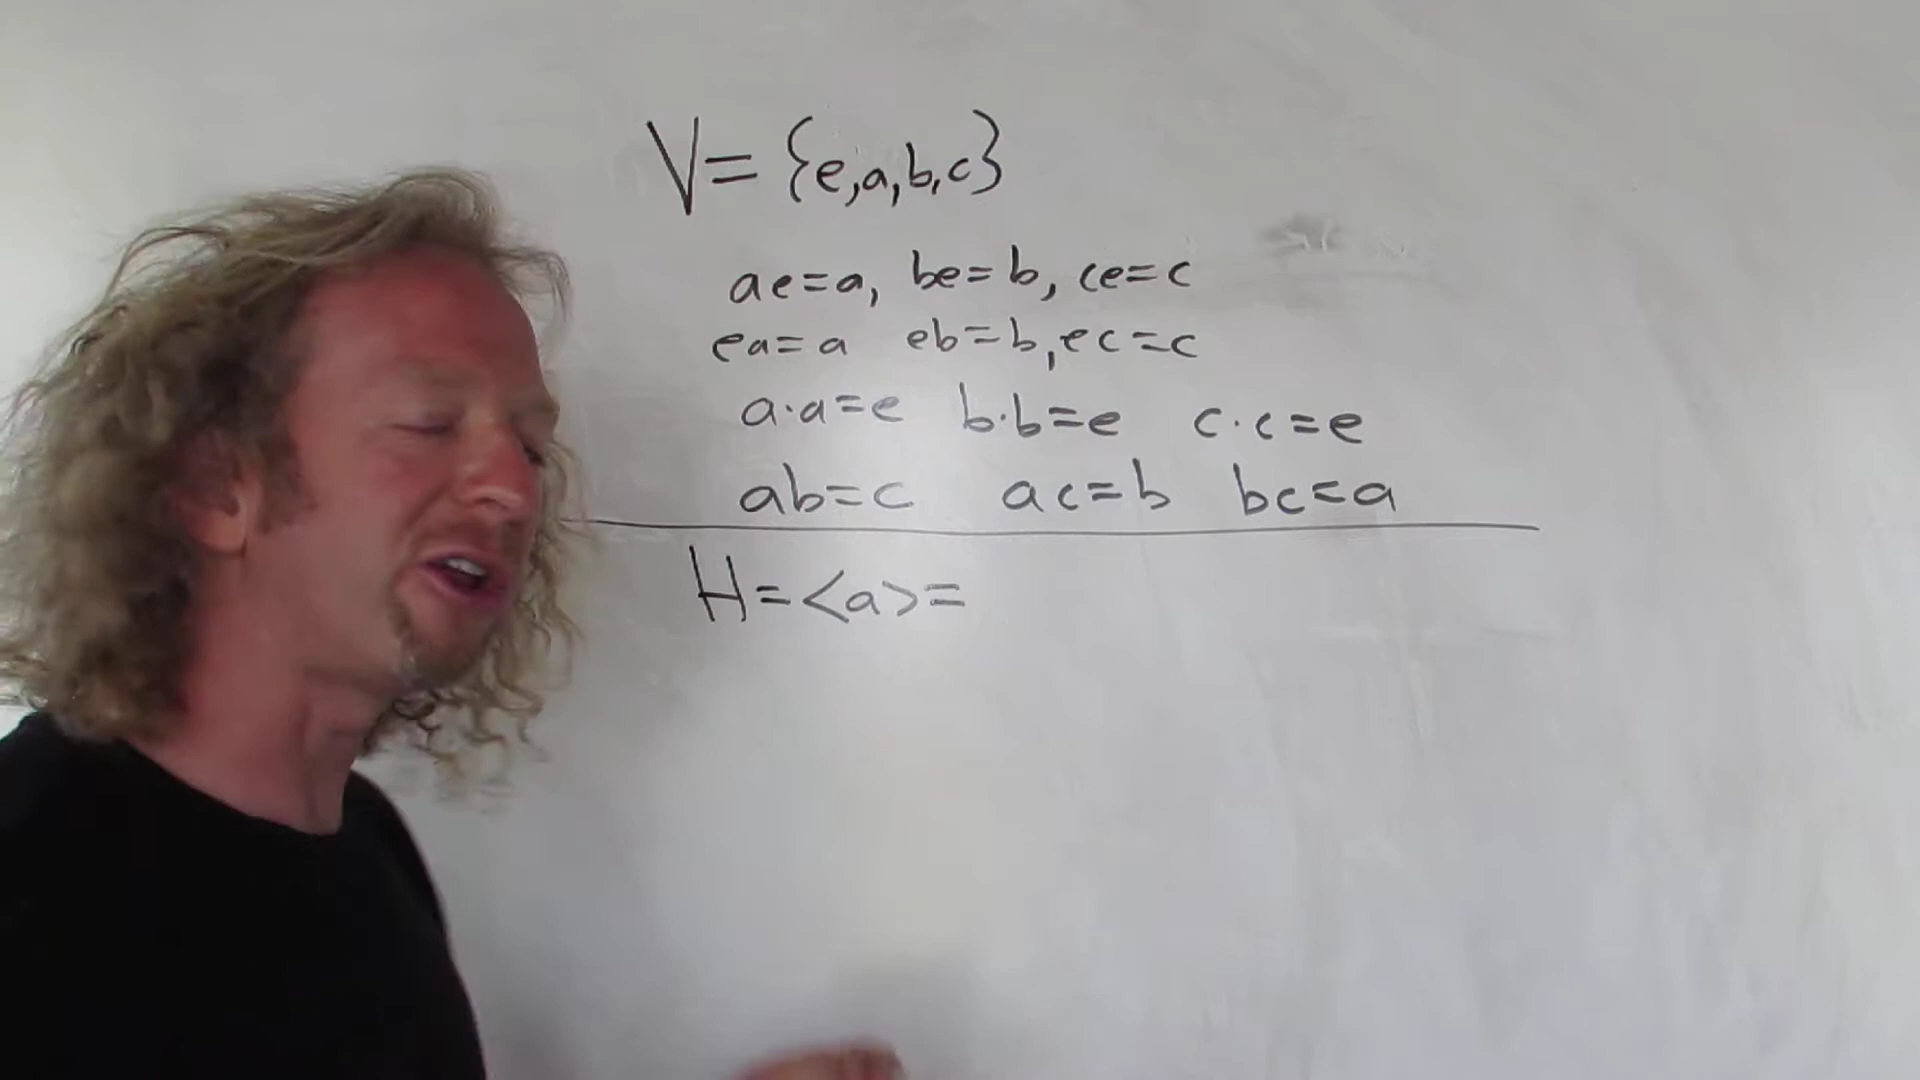 V= {e,a,b,c}
ae=a, be=b, ce=c
ea=a eb=b, ec=c
a·a=e b·b=e c·c=e
ab=c ac=b bc=a
H=<a>=